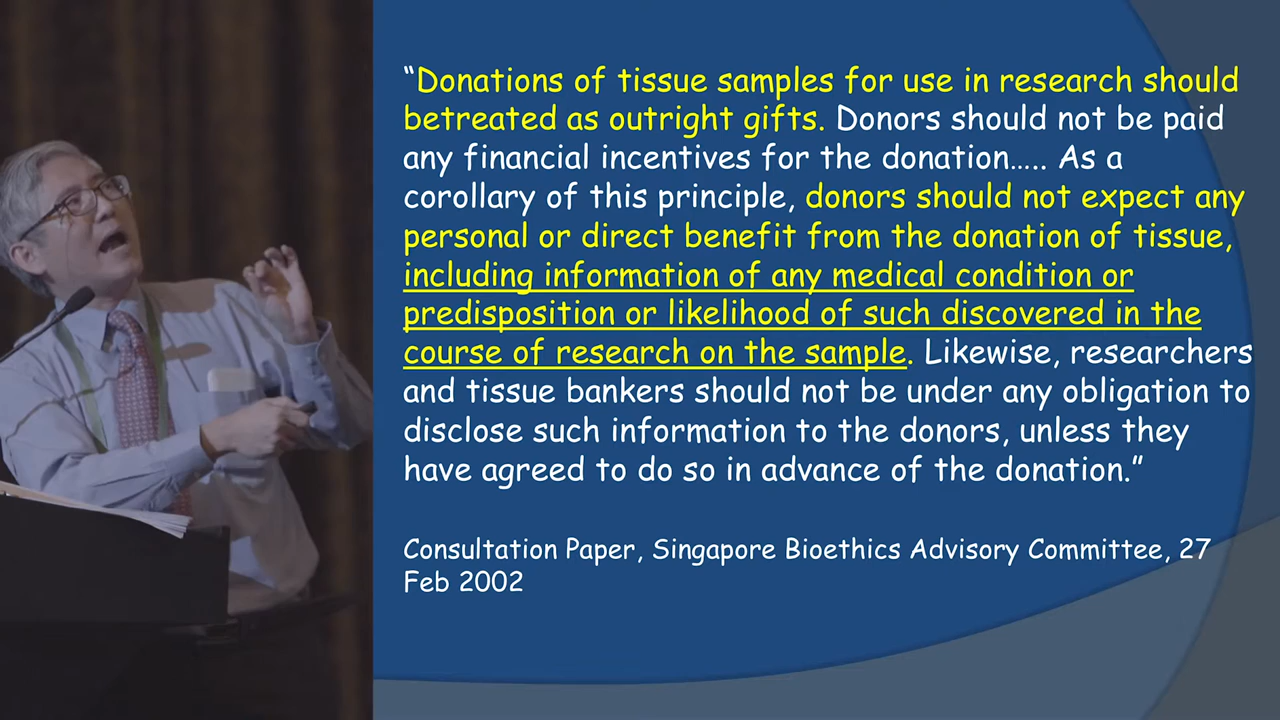 “Donations of tissue samples for use in research should
betreated as outright gifts. Donors should not be paid
any financial incentives for the donation….. As a
corollary of this principle, donors should not expect any
personal or direct benefit from the donation of tissue,
including information of any medical condition or
predisposition or likelihood of such discovered in the
course of research on the sample. Likewise, researchers
and tissue bankers should not be under any obligation to
disclose such information to the donors, unless they
have agreed to do so in advance of the donation.”
Consultation Paper, Singapore Bioethics Advisory Committee, 27
Feb 2002